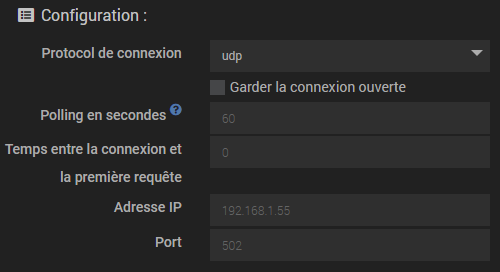 Configuration :
Protocol de connexion udp
Garder la connexion ouverte
Polling en secondes ? 60
Temps entre la connexion et la première requête 0
Adresse IP 192.168.1.55
Port 502